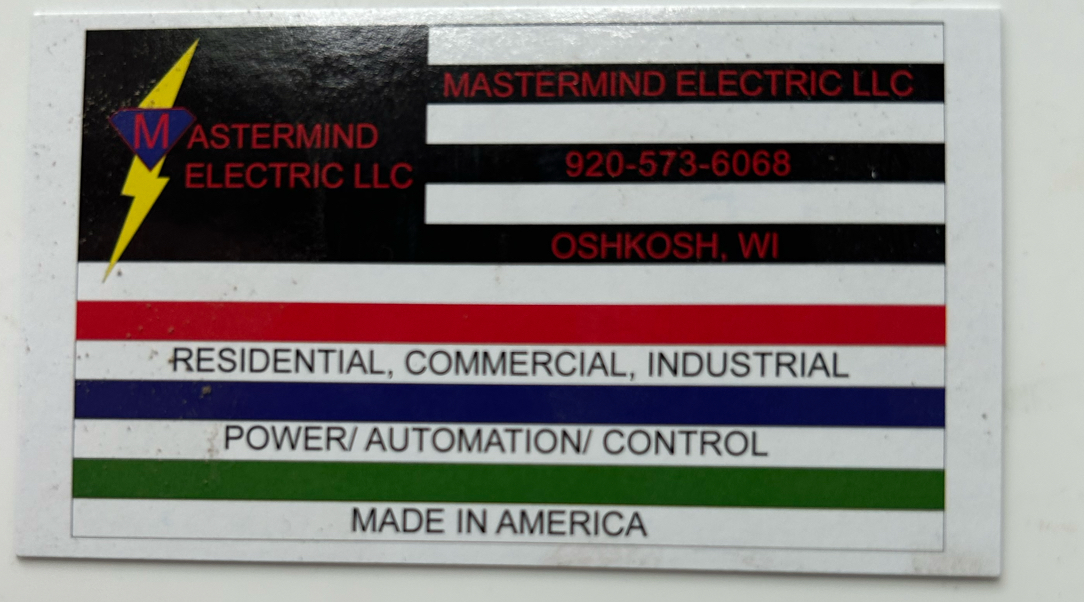 MASTERMIND
ELECTRIC LLC
MASTERMIND ELECTRIC LLC
920-573-6068
OSHKOSH, WI
RESIDENTIAL, COMMERCIAL, INDUSTRIAL
POWER/ AUTOMATION/ CONTROL
MADE IN AMERICA